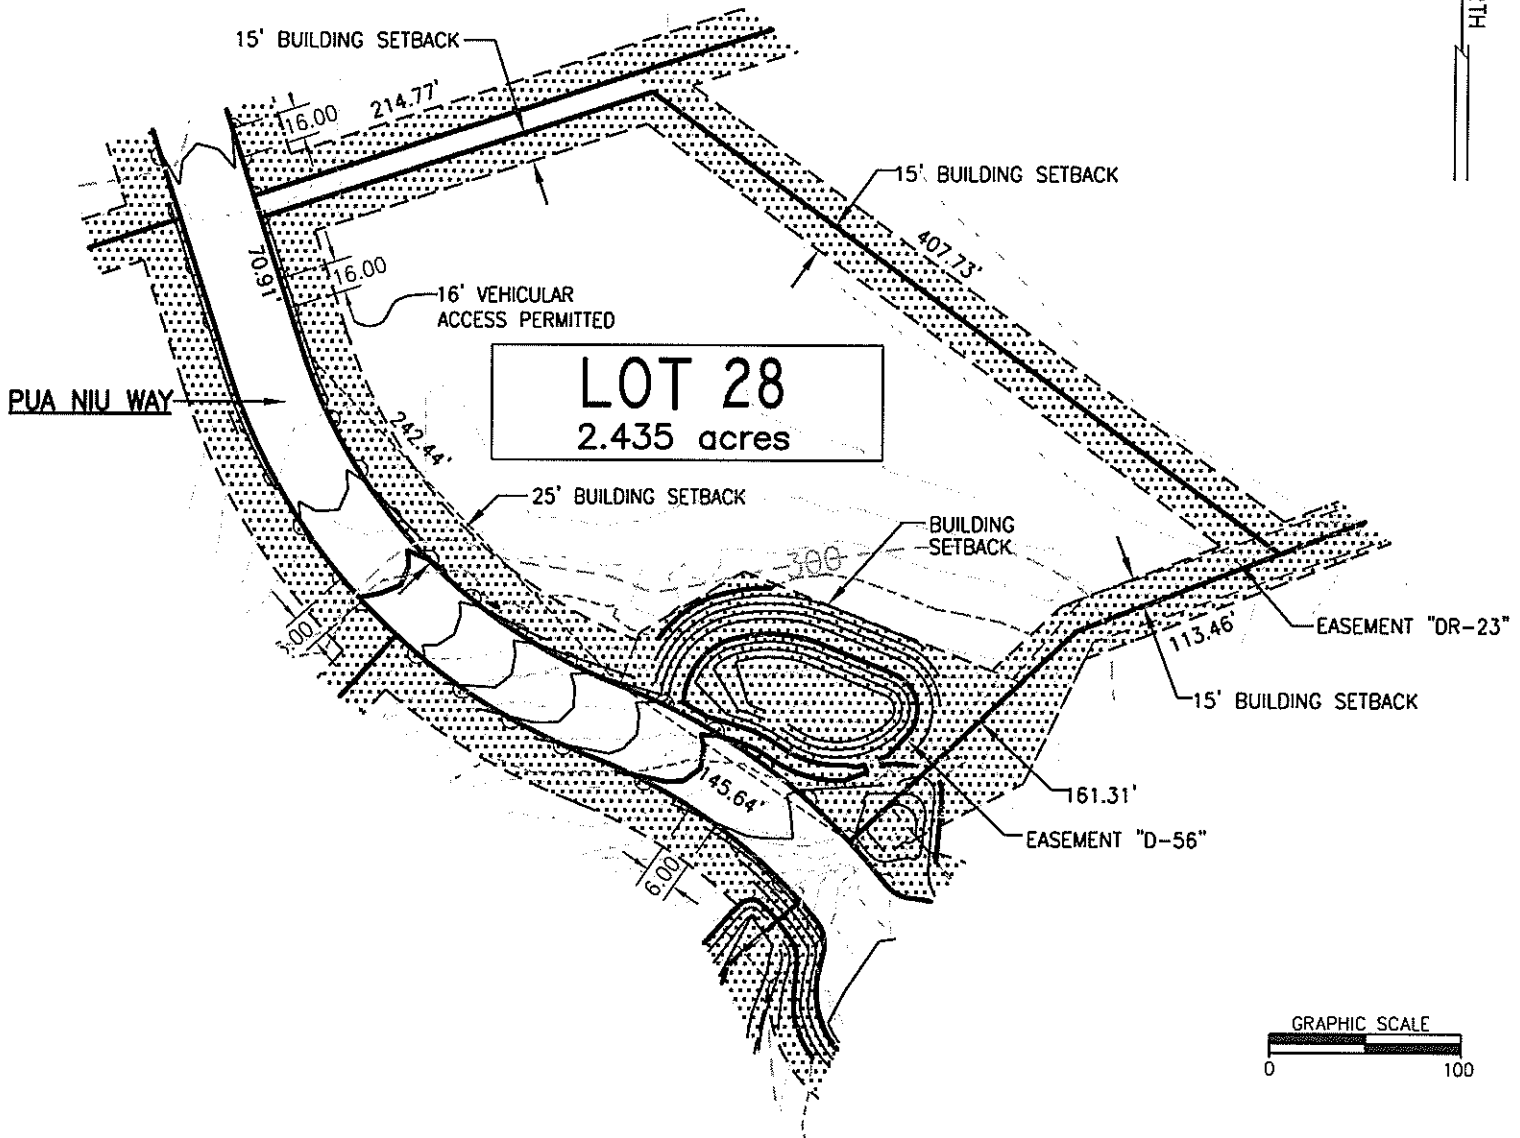 TH
15' BUILDING SETBACK
214.77'
16.00
15' BUILDING SETBACK
407.73'
70.91'
16.00
16' VEHICULAR
ACCESS PERMITTED
LOT 28
2.435 acres
PUA NIU WAY
242.44'
25' BUILDING SETBACK
BUILDING
SETBACK
300
EASEMENT "DR-23"
113.46'
15' BUILDING SETBACK
161.31'
145.64'
EASEMENT "D-56"
6.00
GRAPHIC SCALE
0 100